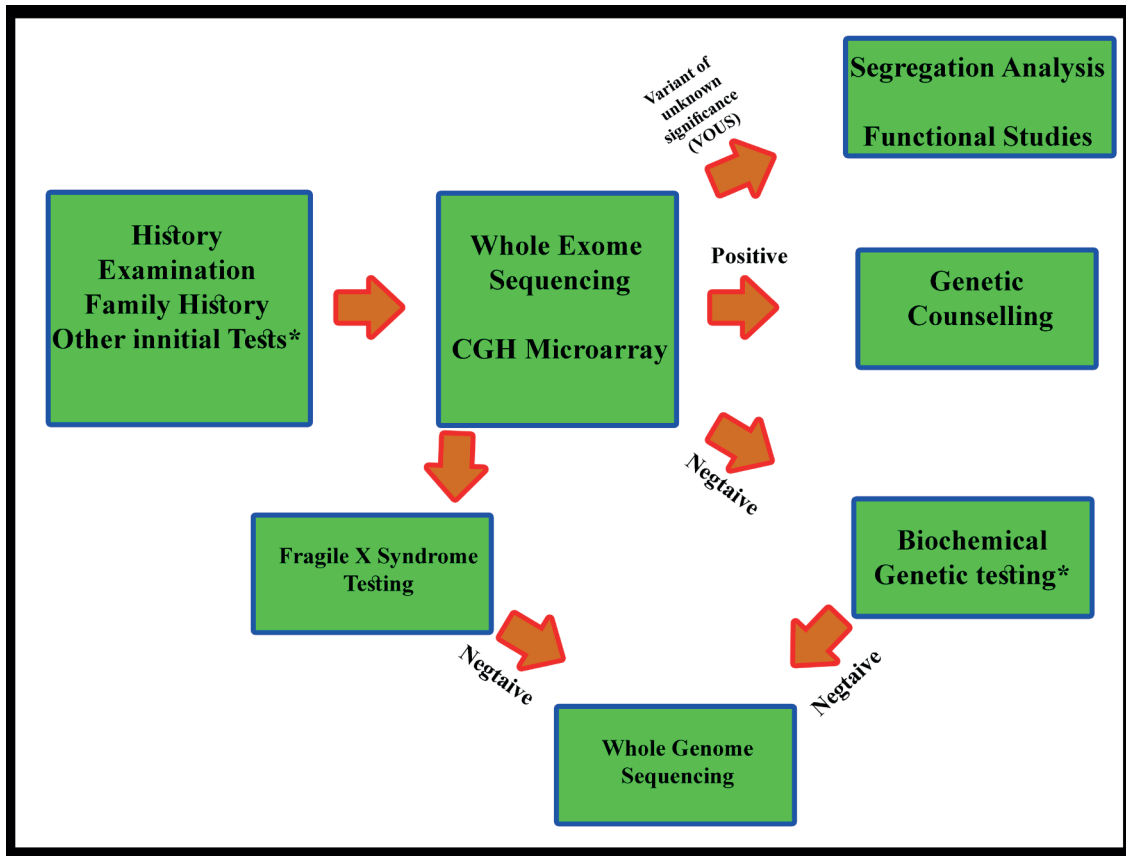 History
Examination
Family History
Other innitial Tests*
Whole Exome
Sequencing
CGH Microarray
Variant of
unknown
significance
(VOUS)
Segregation Analysis
Functional Studies
Positive
Genetic
Counselling
Negtaive
Biochemical
Genetic testing*
Fragile X Syndrome
Testing
Negtaive
Negtaive
Whole Genome
Sequencing